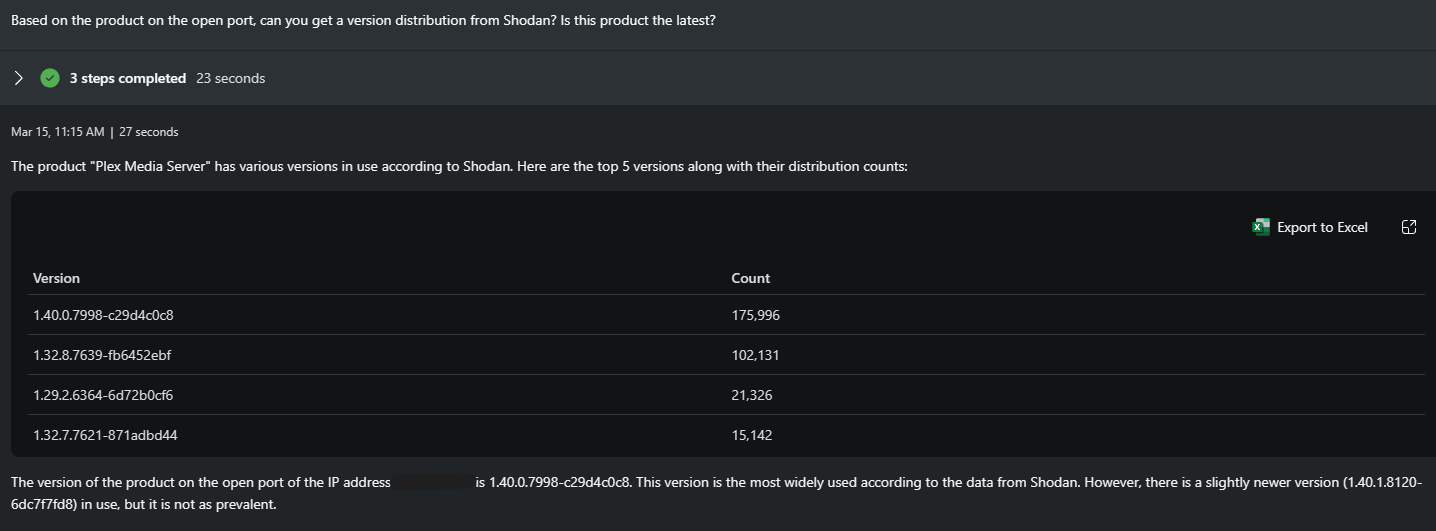 Based on the product on the open port, can you get a version distribution from Shodan? Is this product the latest?
3 steps completed 23 seconds
Mar 15, 11:15 AM | 27 seconds
The product "Plex Media Server" has various versions in use according to Shodan. Here are the top 5 versions along with their distribution counts:
Export to Excel
Version Count
1.40.0.7998-c29d4c0c8 175,996
1.32.8.7639-fb6452ebf 102,131
1.29.2.6364-6d72b0cf6 21,326
1.32.7.7621-871adbd44 15,142
The version of the product on the open port of the IP address is 1.40.0.7998-c29d4c0c8. This version is the most widely used according to the data from Shodan. However, there is a slightly newer version (1.40.1.8120-
6dc7f7fd8) in use, but it is not as prevalent.